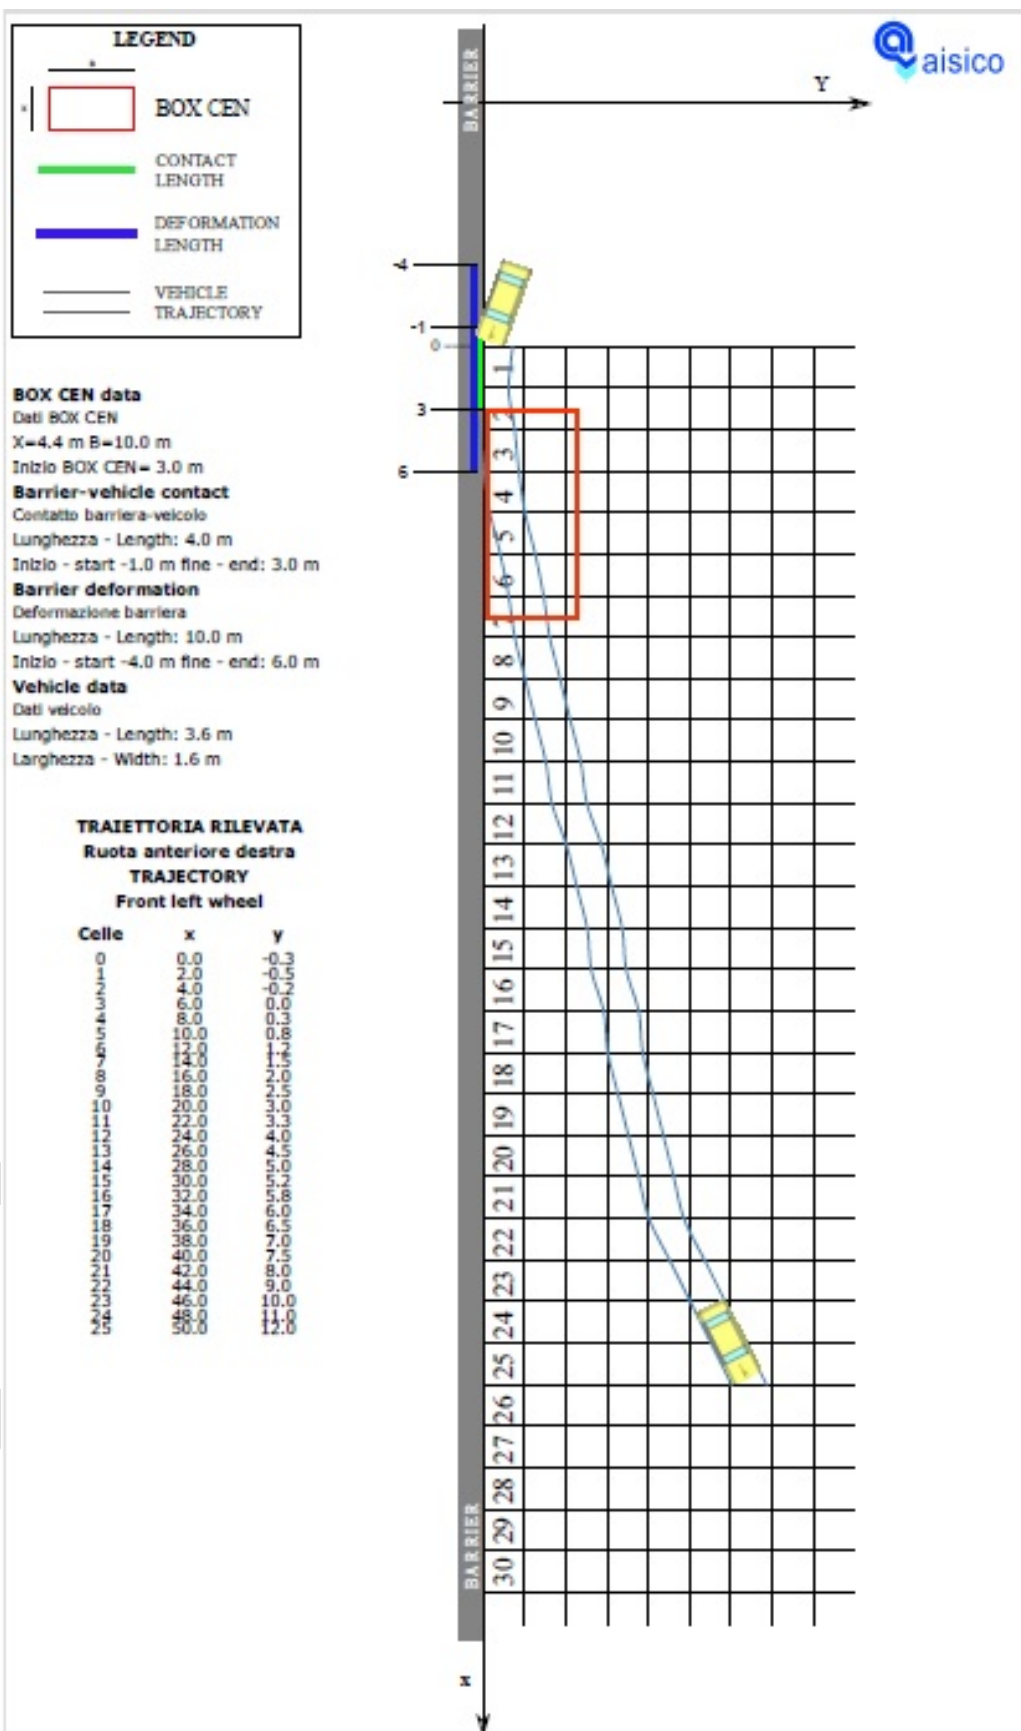 LEGEND
BOX CEN
CONTACT
LENGTH
DEFORMATION
LENGTH
VEHICLE
TRAJECTORY
BOX CEN data
Dati BOX CEN
X=4.4 m B=10.0 m
Inizio BOX CEN= 3.0 m
Barrier-vehicle contact
Contatto barriera-veicolo
Lunghezza - Length: 4.0 m
Inizio - start -1.0 m fine - end: 3.0 m
Barrier deformation
Deformazione barriera
Lunghezza - Length: 10.0 m
Inizio - start -4.0 m fine - end: 6.0 m
Vehicle data
Dati veicolo
Lunghezza - Length: 3.6 m
Larghezza - Width: 1.6 m
TRAIETTORIA RILEVATA
Ruota anteriore destra
TRAJECTORY
Front left wheel
Celle x y
0 0.0 -0.3
1 2.0 -0.5
2 4.0 -0.2
3 6.0 0.0
4 8.0 0.3
5 10.0 0.8
6 12.0 1.2
7 14.0 1.5
8 16.0 2.0
9 18.0 2.5
10 20.0 3.0
11 22.0 3.3
12 24.0 4.0
13 26.0 4.5
14 28.0 5.0
15 30.0 5.2
16 32.0 5.8
17 34.0 6.0
18 36.0 6.5
19 38.0 7.0
20 40.0 7.5
21 42.0 8.0
22 44.0 9.0
23 46.0 10.0
24 48.0 11.0
25 50.0 12.0
BARRIER
Y
aisico
-4
-1
0
3
6
1
2
3
4
5
6
7
8
9
10
11
12
13
14
15
16
17
18
19
20
21
22
23
24
25
26
27
28
29
30
BARRIER
x